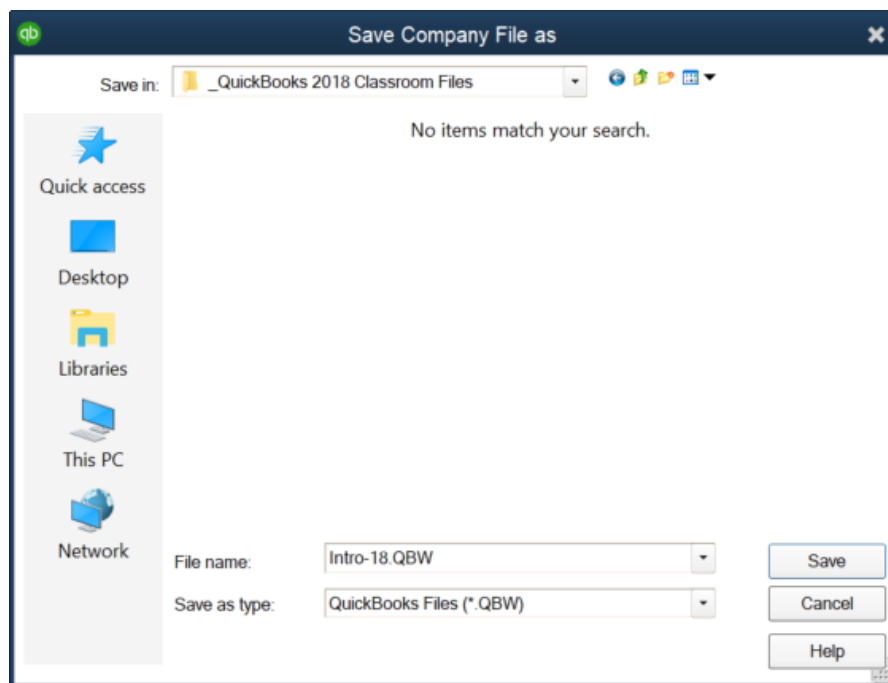 qb
Save Company File as
Save in:
_QuickBooks 2018 Classroom Files
No items match your search.
Quick access
Desktop
Libraries
This PC
Network
File name:
Intro-18.QBW
Save
Save as type:
QuickBooks Files (*.QBW)
Cancel
Help